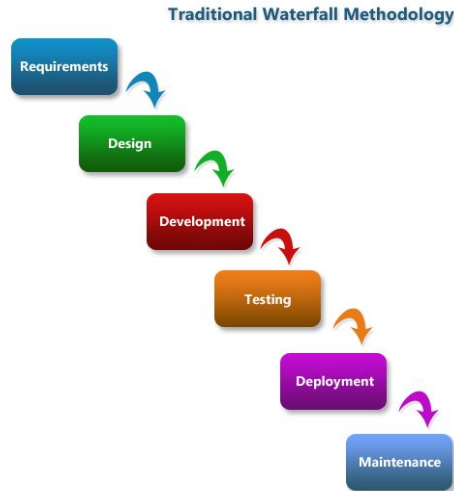 Traditional Waterfall Methodology
Requirements
Design
Development
Testing
Deployment
Maintenance